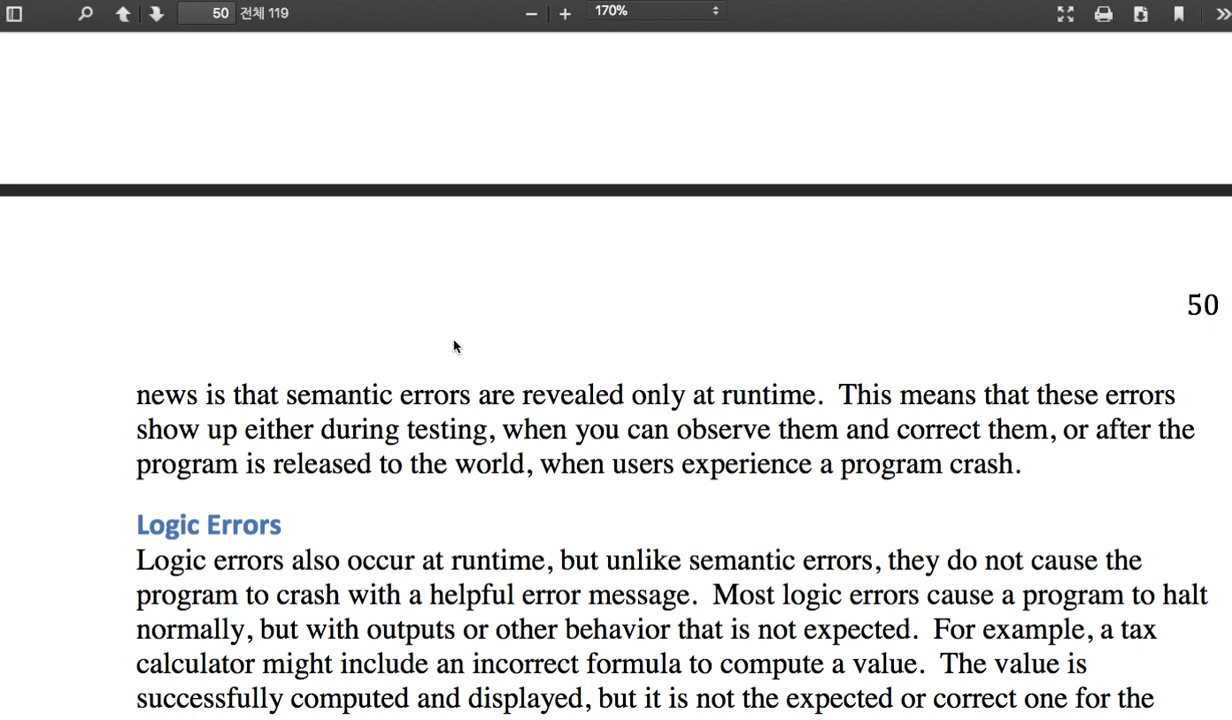 50 전체 119
170%
50
news is that semantic errors are revealed only at runtime. This means that these errors
show up either during testing, when you can observe them and correct them, or after the
program is released to the world, when users experience a program crash.
Logic Errors
Logic errors also occur at runtime, but unlike semantic errors, they do not cause the
program to crash with a helpful error message. Most logic errors cause a program to halt
normally, but with outputs or other behavior that is not expected. For example, a tax
calculator might include an incorrect formula to compute a value. The value is
successfully computed and displayed, but it is not the expected or correct one for the